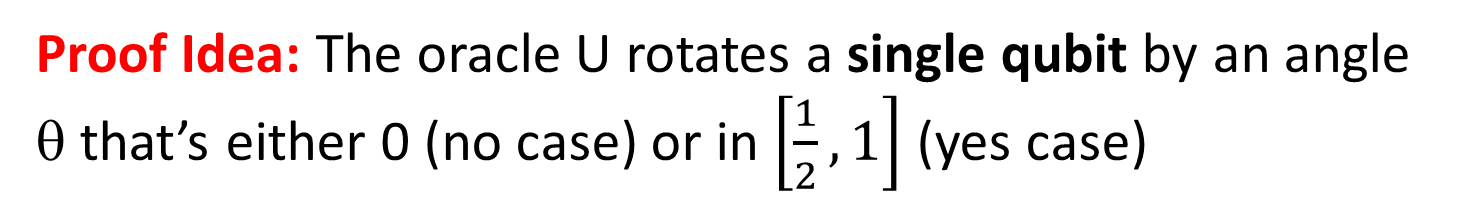 Proof Idea: The oracle U rotates a single qubit by an angle
θ that’s either 0 (no case) or in [1/2, 1] (yes case)